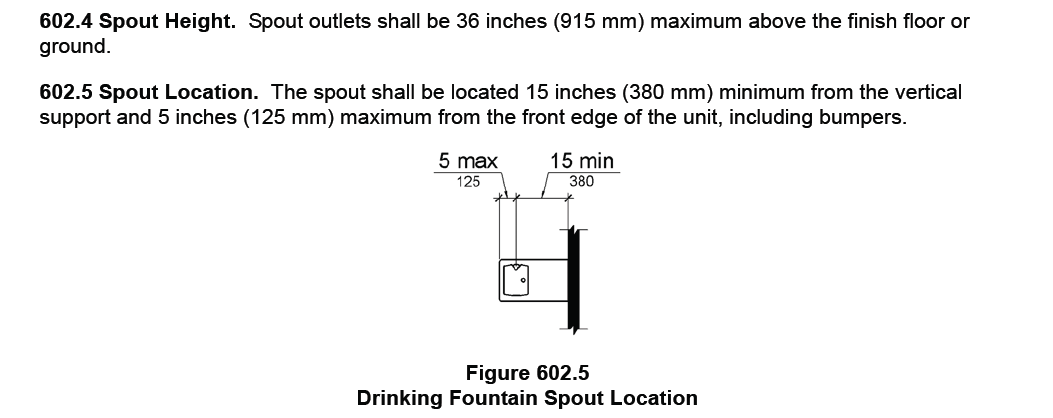 602.4 Spout Height. Spout outlets shall be 36 inches (915 mm) maximum above the finish floor or
ground.
602.5 Spout Location. The spout shall be located 15 inches (380 mm) minimum from the vertical
support and 5 inches (125 mm) maximum from the front edge of the unit, including bumpers.
5 max 15 min
125 380
Figure 602.5
Drinking Fountain Spout Location